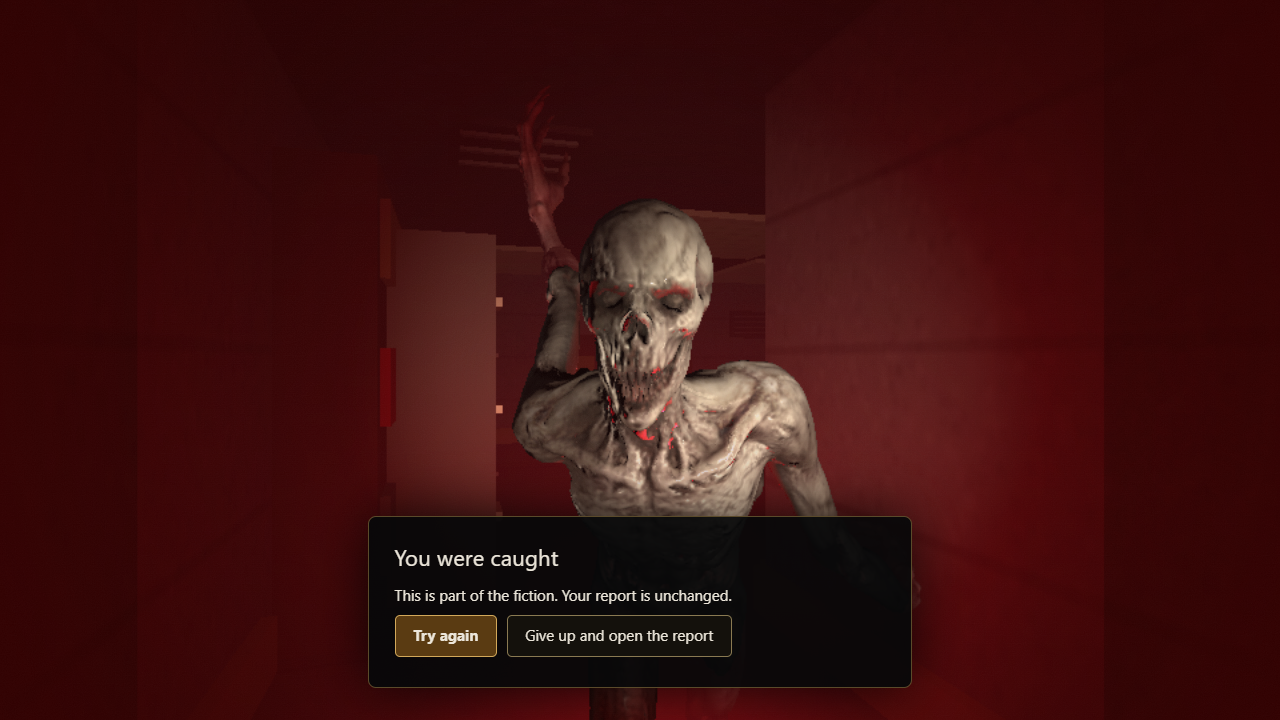 You were caught
This is part of the fiction. Your report is unchanged.
Try again
Give up and open the report